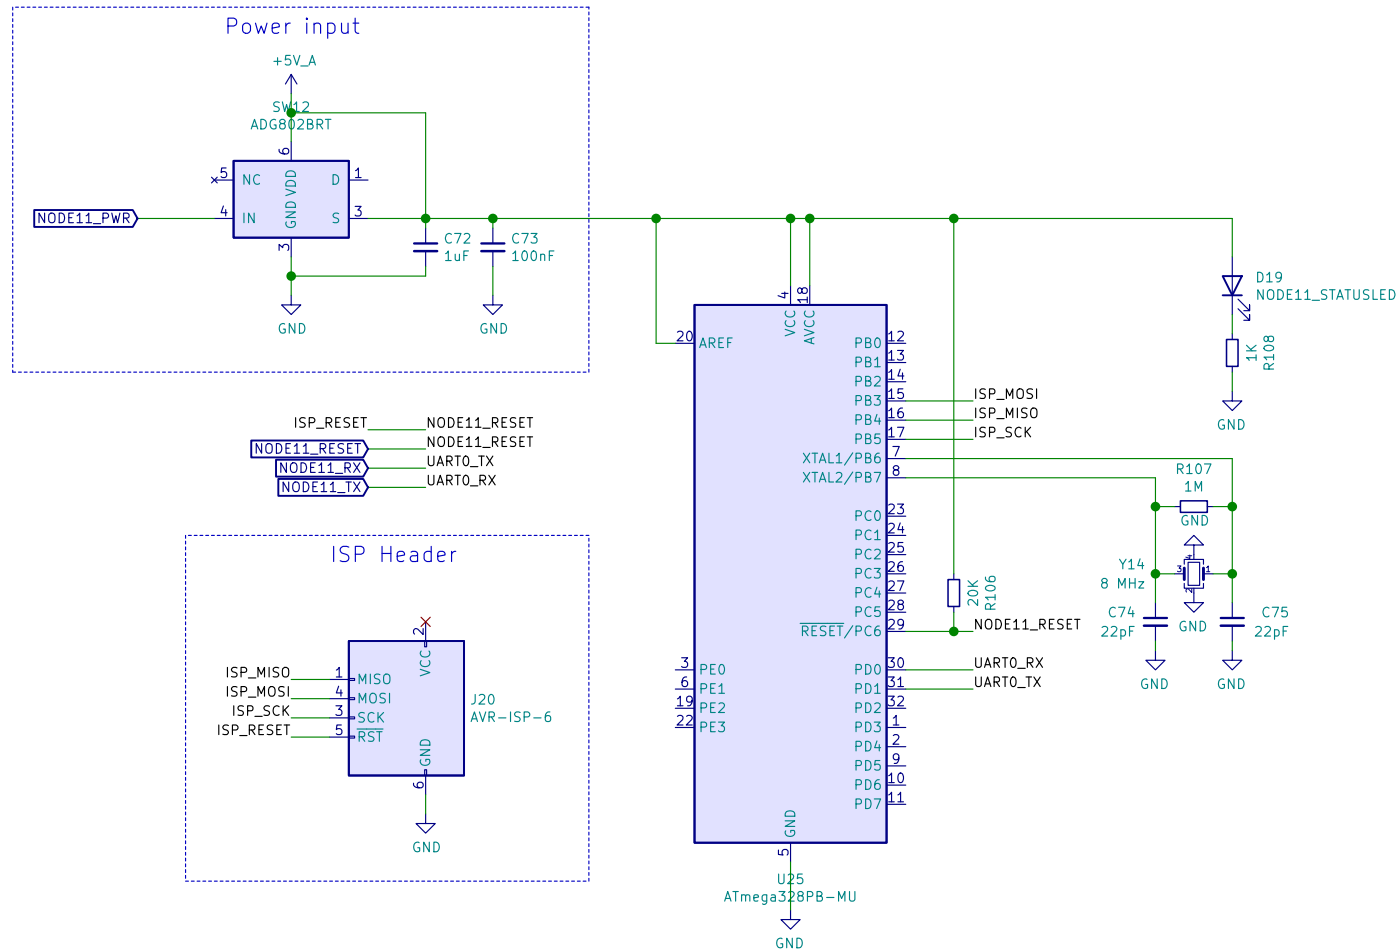 Power input
+5V_A
SW12
ADG802BRT
6
5
NC
VDD
D
1
NODE11_PWR
4
IN
GND
S
3
3
GND
C72
1uF
C73
100nF
GND
ISP_RESET
NODE11_RESET
NODE11_RESET
NODE11_RESET
NODE11_RX
UART0_TX
NODE11_TX
UART0_RX
ISP Header
2
VCC
ISP_MISO
1
MISO
ISP_MOSI
4
MOSI
ISP_SCK
3
SCK
ISP_RESET
5
RST
GND
6
GND
J20
AVR-ISP-6
4
18
VCC
AVCC
20
AREF
3
PE0
6
PE1
19
PE2
22
PE3
PB0
12
PB1
13
PB2
14
PB3
15
ISP_MOSI
PB4
16
ISP_MISO
PB5
17
ISP_SCK
XTAL1/PB6
7
XTAL2/PB7
8
PC0
23
PC1
24
PC2
25
PC3
26
PC4
27
PC5
28
RESET/PC6
29
NODE11_RESET
PD0
30
UART0_RX
PD1
31
UART0_TX
PD2
32
PD3
1
PD4
2
PD5
9
PD6
10
PD7
11
GND
5
U25
ATmega328PB-MU
GND
20K
R106
D19
NODE11_STATUSLED
1K
R108
GND
R107
1M
GND
Y14
8 MHz
4
3
1
2
GND
C74
22pF
GND
C75
22pF
GND